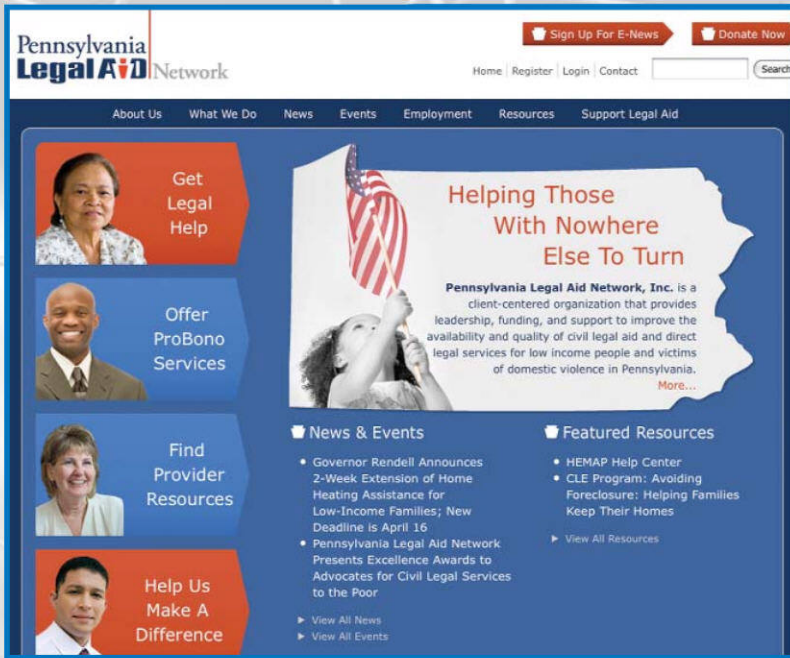 Pennsylvania
Legal AiD Network
Sign Up For E-News
Donate Now
Home
Register
Login
Contact
Search
About Us
What We Do
News
Events
Employment
Resources
Support Legal Aid
Get
Legal
Help
Offer
ProBono
Services
Find
Provider
Resources
Help Us
Make A
Difference
Helping Those
With Nowhere
Else To Turn
Pennsylvania Legal Aid Network, Inc. is a
client-centered organization that provides
leadership, funding, and support to improve the
availability and quality of civil legal aid and direct
legal services for low income people and victims
of domestic violence in Pennsylvania.
More...
News & Events
• Governor Rendell Announces
2-Week Extension of Home
Heating Assistance for
Low-Income Families; New
Deadline is April 16
• Pennsylvania Legal Aid Network
Presents Excellence Awards to
Advocates for Civil Legal Services
to the Poor
► View All News
► View All Events
Featured Resources
• HEMAP Help Center
• CLE Program: Avoiding
Foreclosure: Helping Families
Keep Their Homes
► View All Resources